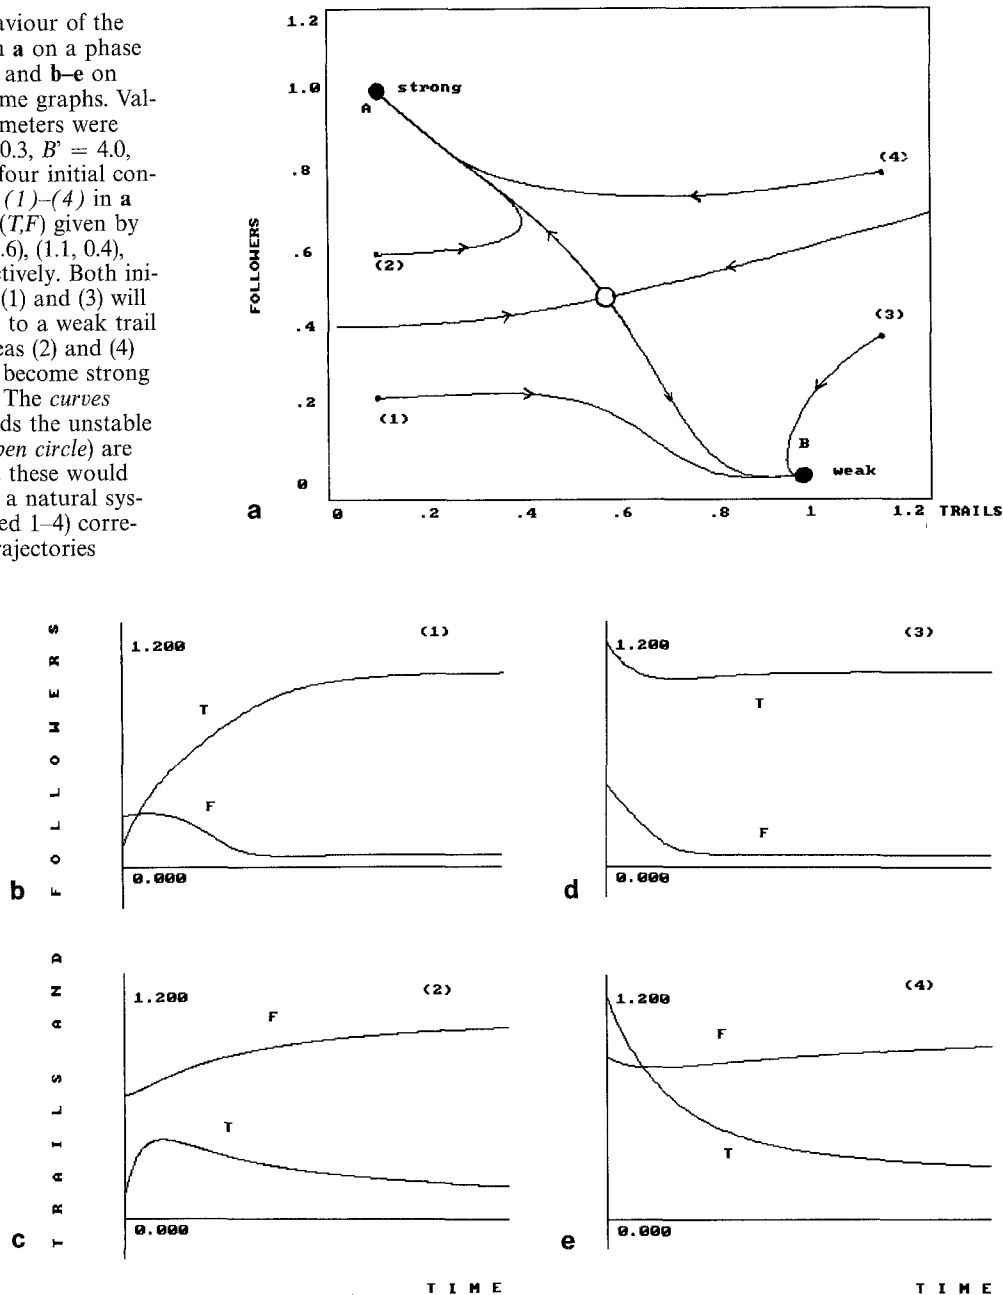 aviour of the
a on a phase
and b–e on
me graphs. Val-
meters were
0.3, B' = 4.0,
four initial con-
(1)–(4) in a
(T,F) given by
.6), (1.1, 0.4),
ctively. Both ini-
(1) and (3) will
to a weak trail
eas (2) and (4)
become strong
The curves
ds the unstable
pen circle) are
these would
a natural sys-
ed 1–4) corre-
rajectories
1.2
1.0
.8
.6
.4
.2
0
FOLLOWERS
A
strong
(4)
(2)
(3)
(1)
B
weak
a
0 .2 .4 .6 .8 1 1.2 TRAILS
TRAILS AND FOLLOWERS
1.200
(1)
T
F
0.000
b
1.200
(3)
T
F
0.000
d
1.200
(2)
F
T
0.000
c
TIME
1.200
(4)
F
T
0.000
e
TIME